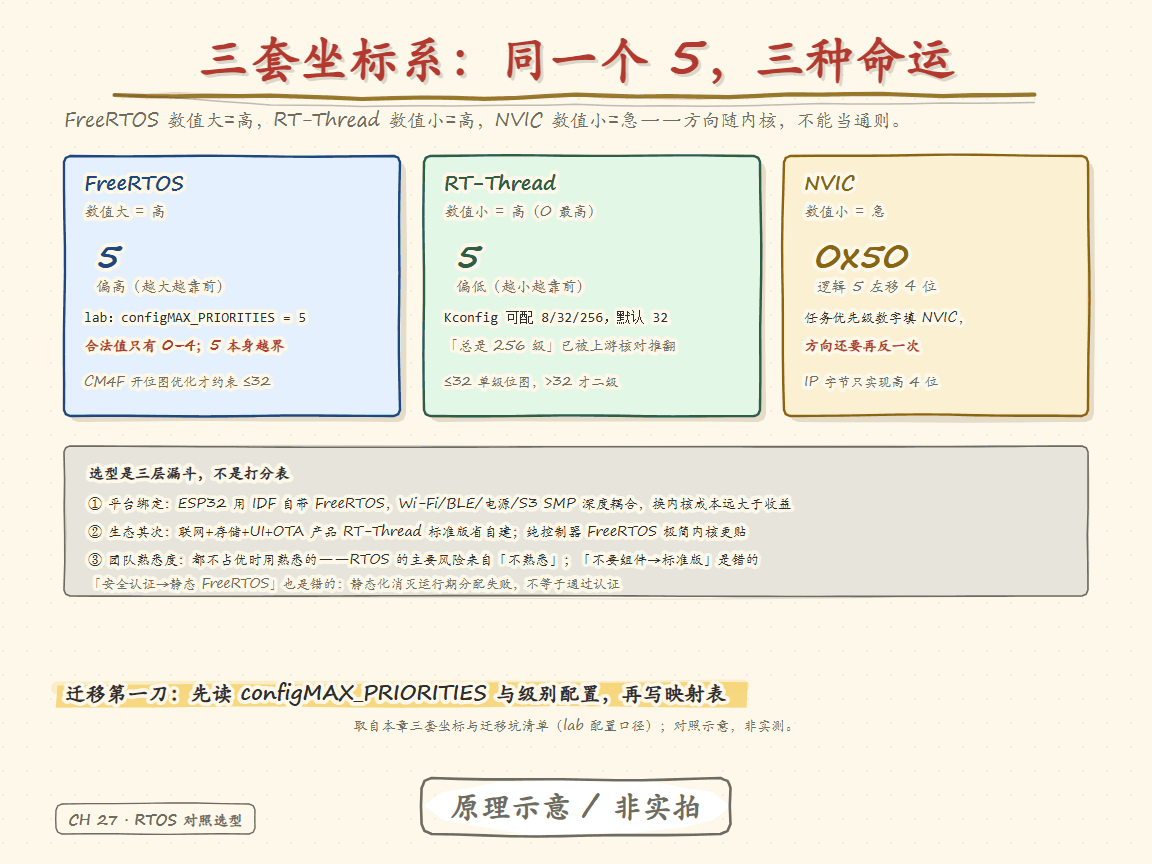 三套坐标系：同一个 5，三种命运
FreeRTOS 数值大=高，RT-Thread 数值小=高，NVIC 数值小=急——方向随内核，不能当通则。
FreeRTOS
数值大 = 高
5
偏高（越大越靠前）
lab: configMAX_PRIORITIES = 5
合法值只有 0-4；5 本身越界
CM4F 开位图优化才约束 ≤32
RT-Thread
数值小 = 高（0 最高）
5
偏低（越小越靠前）
Kconfig 可配 8/32/256，默认 32
「总是 256 级」已被上游核对推翻
≤32 单级位图，>32 才二级
NVIC
数值小 = 急
0x50
逻辑 5 左移 4 位
任务优先级数字填 NVIC，
方向还要再反一次
IP 字节只实现高 4 位
选型是三层漏斗，不是打分表
① 平台绑定：ESP32 用 IDF 自带 FreeRTOS，Wi-Fi/BLE/电源/S3 SMP 深度耦合，换内核成本远大于收益
② 生态其次：联网+存储+UI+OTA 产品 RT-Thread 标准版省自建；纯控制器 FreeRTOS 极简内核更贴
③ 团队熟悉度：都不占优时用熟悉的——RTOS 的主要风险来自「不熟悉」；「不要组件→标准版」是错的
「安全认证→静态 FreeRTOS」也是错的：静态化消灭运行期分配失败，不等于通过认证
迁移第一刀：先读 configMAX_PRIORITIES 与级别配置，再写映射表
取自本章三套坐标与迁移坑清单（lab 配置口径）；对照示意，非实测。
原理示意 / 非实拍
CH 27 · RTOS 对照选型